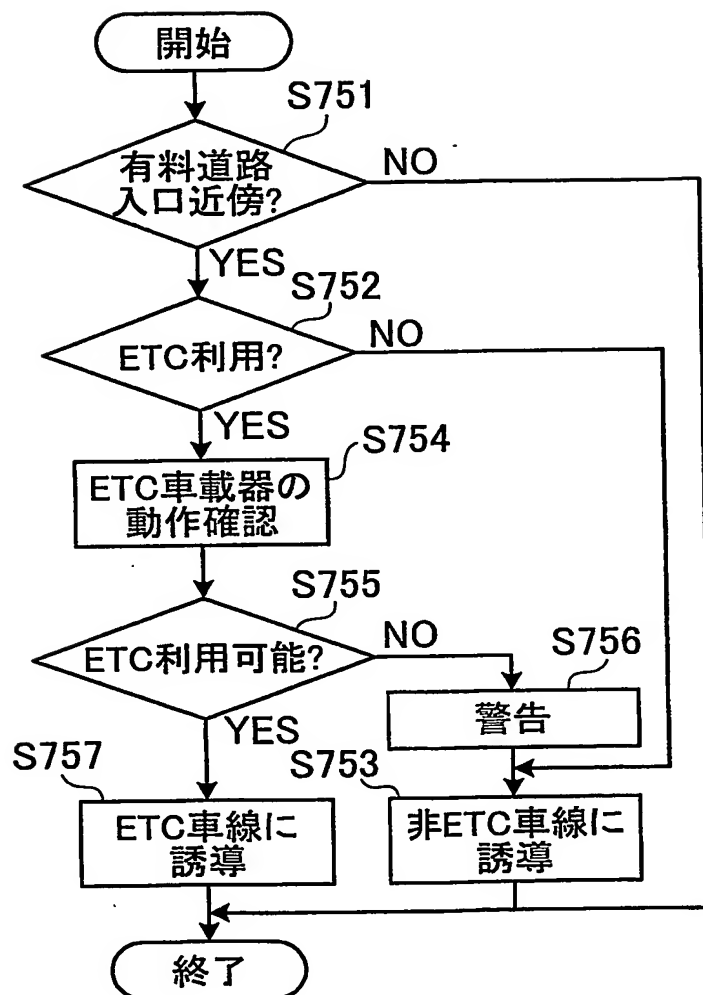 開始
S751
有料道路
入口近傍?
NO
YES
S752
ETC利用?
NO
YES
S754
ETC車載器の
動作確認
S755
ETC利用可能?
NO
S756
警告
YES
S757
S753
ETC車線に
誘導
非ETC車線に
誘導
終了